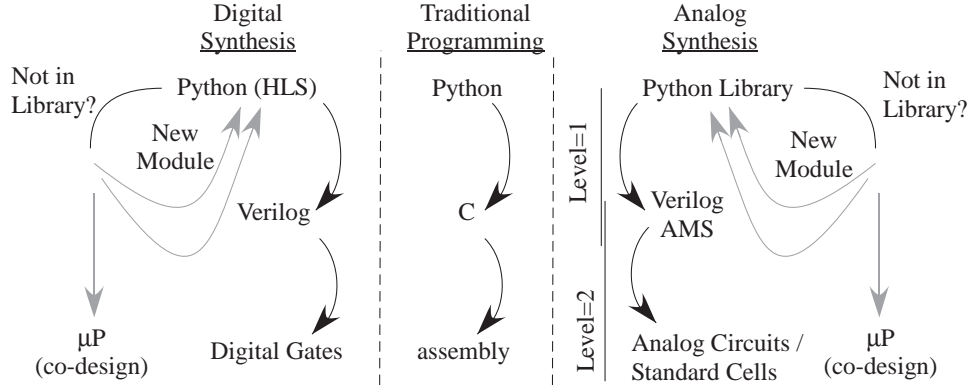 Digital
Synthesis
Traditional
Programming
Analog
Synthesis
Not in
Library?
Python (HLS)
New
Module
Verilog
Digital Gates
μP
(co-design)
Python
C
assembly
Level=1
Level=2
Python Library
Verilog
AMS
Analog Circuits /
Standard Cells
Not in
Library?
New
Module
μP
(co-design)